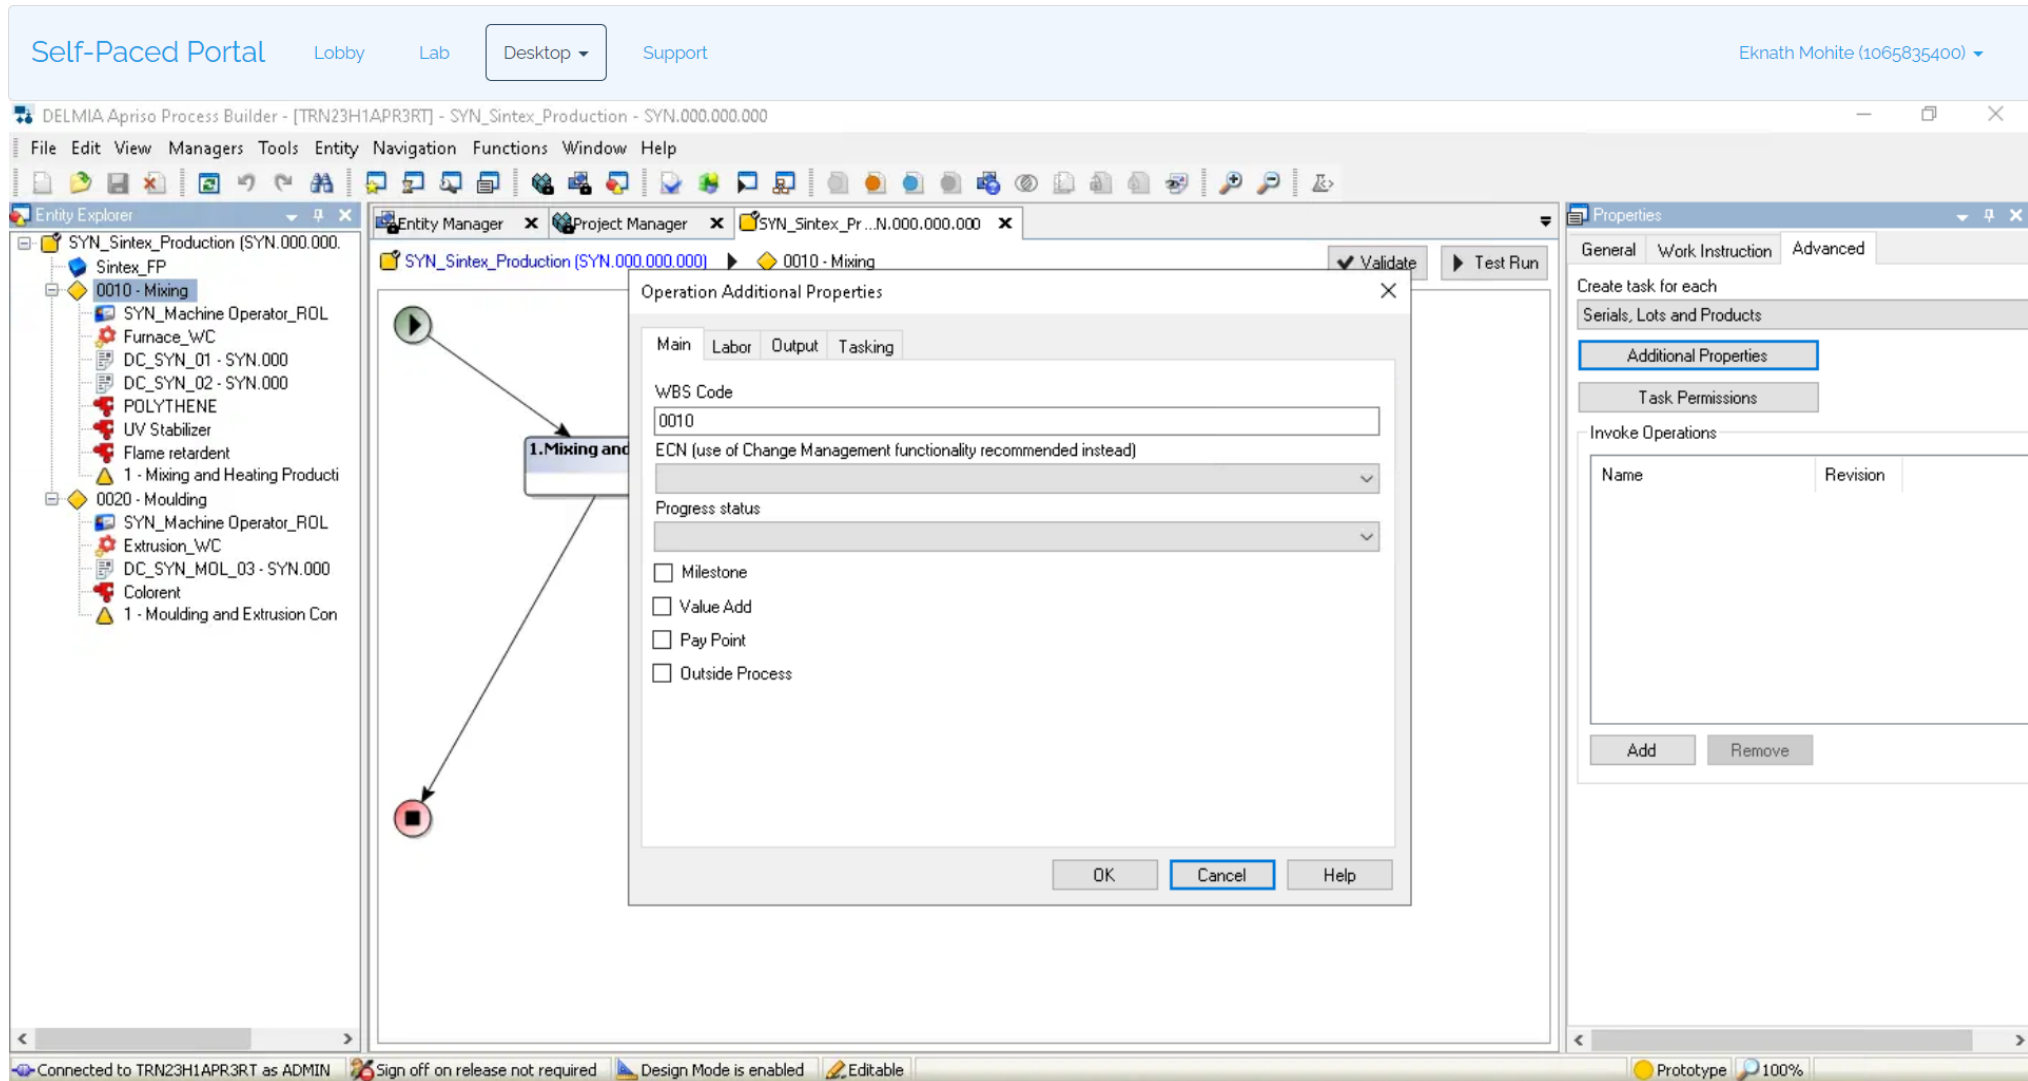 Self-Paced Portal
Lobby
Lab
Desktop
Support
Eknath Mohite (1065835400)
DELMIA Apriso Process Builder - [TRN23H1APR3RT] - SYN_Sintex_Production - SYN.000.000.000
File Edit View Managers Tools Entity Navigation Functions Window Help
Entity Explorer
SYN_Sintex_Production (SYN.000.000.
Sintex_FP
0010 - Mixing
SYN_Machine Operator_ROL
Furnace_WC
DC_SYN_01 - SYN.000
DC_SYN_02 - SYN.000
POLYTHENE
UV Stabilizer
Flame retardent
1 - Mixing and Heating Producti
0020 - Moulding
SYN_Machine Operator_ROL
Extrusion_WC
DC_SYN_MOL_03 - SYN.000
Colorent
1 - Moulding and Extrusion Con
Entity Manager
Project Manager
SYN_Sintex_Pr...N.000.000.000
SYN_Sintex_Production (SYN.000.000.000)
0010 - Mixing
Validate
Test Run
1.Mixing and
Operation Additional Properties
Main
Labor
Output
Tasking
WBS Code
0010
ECN (use of Change Management functionality recommended instead)
Progress status
Milestone
Value Add
Pay Point
Outside Process
OK
Cancel
Help
Properties
General
Work Instruction
Advanced
Create task for each
Serials, Lots and Products
Additional Properties
Task Permissions
Invoke Operations
Name
Revision
Add
Remove
Connected to TRN23H1APR3RT as ADMIN
Sign off on release not required
Design Mode is enabled
Editable
Prototype
100%